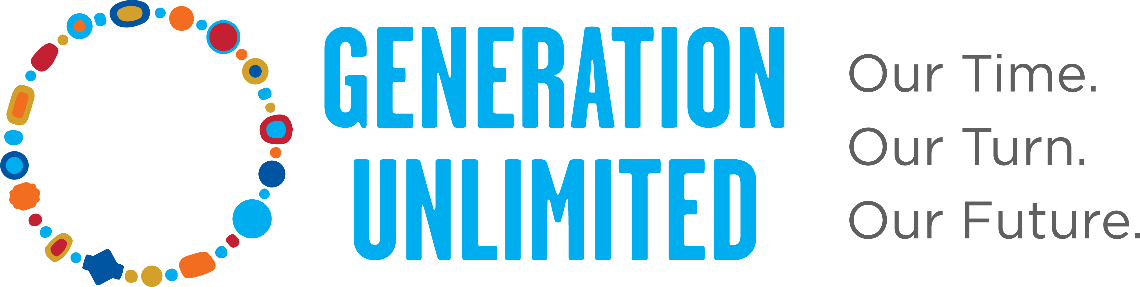 GENERATION
UNLIMITED
Our Time.
Our Turn.
Our Future.